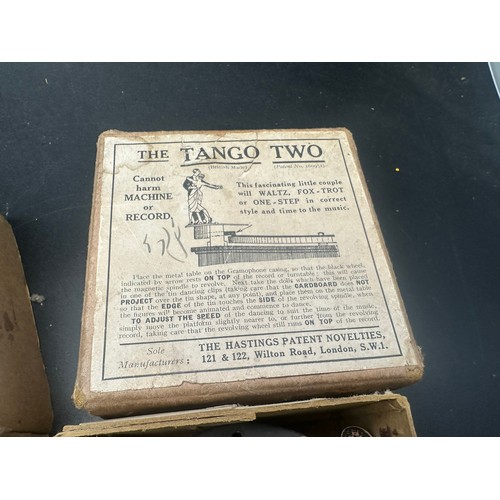 THE TANGO TWO
Cannot
harm
MACHINE
or
RECORD.
This fascinating little couple
will WALTZ, FOX-TROT
or ONE-STEP in correct
style and time to the music.
Place the metal table on the Gramophone casing, so that the black wheel,
indicated by arrow rests ON TOP of the record or turntable: this will cause
the magnetic spindle to revolve. Next take the dolls which have been placed
in one of the tin dancing clips (taking care that the CARDBOARD does NOT
PROJECT over the tin shape, at any point), and place them on the metal table
so that the EDGE of the tin touches the SIDE of the revolving spindle, when
the figures will become animated and commence to dance.
TO ADJUST THE SPEED of the dancing to suit the time of the music,
simply move the platform slightly nearer to, or further from the revolving
record, taking care that the revolving wheel still runs ON TOP of the record.
Sole
Manufacturers:
THE HASTINGS PATENT NOVELTIES,
121 & 122, Wilton Road, London, S.W.1.